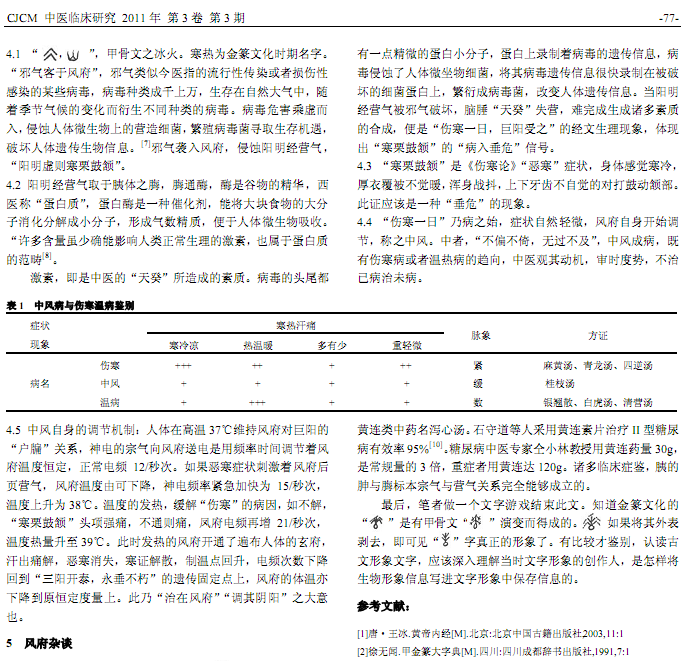 CJCM 中医临床研究 2011 年 第 3 卷 第 3 期
-77-
4.1 “ , ”，甲骨文之冰火。寒热为金篆文化时期名字。
“邪气客于风府”，邪气类似今医指的流行性传染或者损伤性
感染的某些病毒，病毒种类成千上万，生存在自然大气中，随
着季节气候的变化而衍生不同种类的病毒。病毒危害乘虚而
入，侵蚀人体微生物上的营造细菌，繁殖病毒菌寻取生存机遇，
破坏人体遗传生物信息。[7]邪气袭入风府，侵蚀阳明经营气，
“阳明虚则寒栗鼓颔”。
4.2 阳明经营气取于胰体之脢，脢通酶，酶是谷物的精华，西
医称“蛋白质”，蛋白酶是一种催化剂，能将大块食物的大分
子消化分解成小分子，形成气数精质，便于人体微生物吸收。
“许多含量虽少确能影响人类正常生理的激素，也属于蛋白质
的范畴[8]。
激素，即是中医的“天癸”所造成的素质。病毒的头尾都
有一点精微的蛋白小分子，蛋白上录制着病毒的遗传信息，病
毒侵蚀了人体微坐物细菌，将其病毒遗传信息很快录制在被破
坏的细菌蛋白上，繁衍成病毒菌，改变人体遗传信息。当阳明
经营气被邪气破坏，脑脢“天癸”失营，难完成生成诸多素质
的合成，便是“伤寒一日，巨阳受之”的经文生理现象，体现
出“寒栗鼓颔”的“病入垂危”信号。
4.3 “寒栗鼓颔”是《伤寒论》“恶寒”症状，身体感觉寒冷，
厚衣覆被不觉暖，浑身战抖，上下牙齿不自觉的对打鼓动颔部。
此证应该是一种“垂危”的现象。
4.4 “伤寒一日”乃病之始，症状自然轻微，风府自身开始调
节，称之中风。中者，“不偏不倚，无过不及”，中风成病，既
有伤寒病或者温热病的趋向，中医观其动机，审时度势，不治
已病治未病。
表 1 中风病与伤寒温病鉴别
症状 寒热汗痛 脉象 方证
现象 寒冷凉 热温暖 多有少 重轻微
伤寒 +++ ++ + ++ 紧 麻黄汤、青龙汤、四逆汤
病名 中风 + + + + 缓 桂枝汤
温病 + +++ + + 数 银翘散、白虎汤、清营汤
4.5 中风自身的调节机制：人体在高温 37℃维持风府对巨阳的
“户牖”关系，神电的宗气向风府送电是用频率时间调节着风
府温度恒定，正常电频 12/秒次。如果恶寒症状刺激着风府后
页营气，风府温度由可下降，神电频率紧急加快为 15/秒次，
温度上升为 38℃。温度的发热，缓解“伤寒”的病因，如不解，
“寒栗鼓颔”头项强痛，不通则痛，风府电频再增 21/秒次，
温度热量升至 39℃。此时发热的风府开通了遍布人体的玄府，
汗出痛解，恶寒消失，寒证解散，制温点回升，电频次数下降
回到“三阳开泰，永垂不朽”的遗传固定点上，风府的体温亦
下降到原恒定度量上。此乃“治在风府”“调其阴阳”之大意
也。
5 风府杂谈
黄连类中药名泻心汤。石守道等人采用黄连素片治疗 II 型糖尿
病有效率 95%[10]。糖尿病中医专家仝小林教授用黄连药量 30g，
是常规量的 3 倍，重症者用黄连达 120g。诸多临床症鉴，胰的
肿与脢标本宗气与营气关系完全能够成立的。
最后，笔者做一个文字游戏结束此文。知道金篆文化的
“ ”是有甲骨文“ ”演变而得成的。 如果将其外表
剥去，即可见“ ”字真正的形象了。有比较才鉴别，认读古
文形象文字，应该深入理解当时文字形象的创作人，是怎样将
生物形象信息写进文字形象中保存信息的。
参考文献:
[1]唐·王冰.黄帝内经[M].北京:北京中国古籍出版社,2003,11:1
[2]徐无闻.甲金篆大字典[M].四川:四川成都辞书出版社,1991,7:1